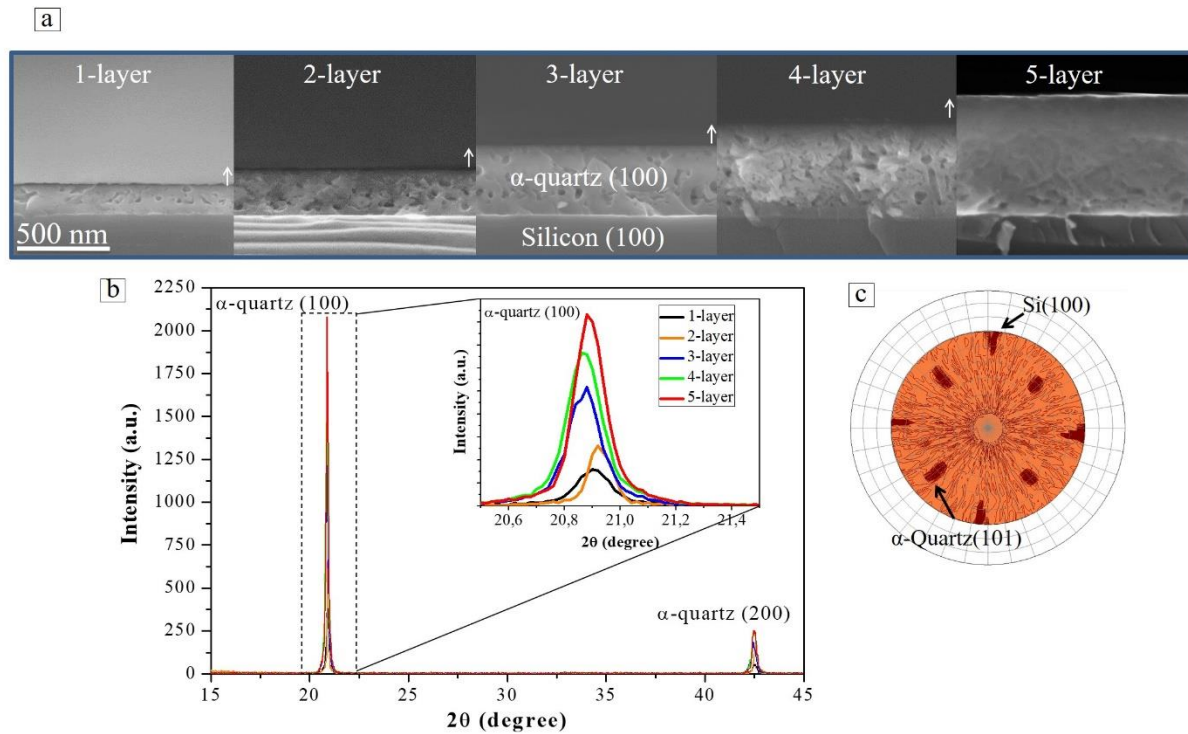 a
1-layer
2-layer
3-layer
4-layer
5-layer
α-quartz (100)
Silicon (100)
500 nm
b
α-quartz (100)
2250
2000
1750
1500
1250
1000
750
500
250
0
Intensity (a.u.)
15
20
25
30
35
40
45
2θ (degree)
α-quartz (100)
1-layer
2-layer
3-layer
4-layer
5-layer
Intensity (a.u.)
20,6
20,8
21,0
21,2
21,4
2θ (degree)
α-quartz (200)
c
Si(100)
α-Quartz(101)